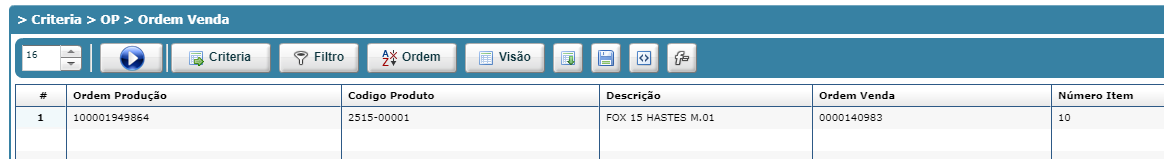 > Criteria > OP > Ordem Venda
16 Criteria Filtro Ordem Visão
# Ordem Produção Codigo Produto Descrição Ordem Venda Número Item
1 100001949864 2515-00001 FOX 15 HASTES M.01 0000140983 10